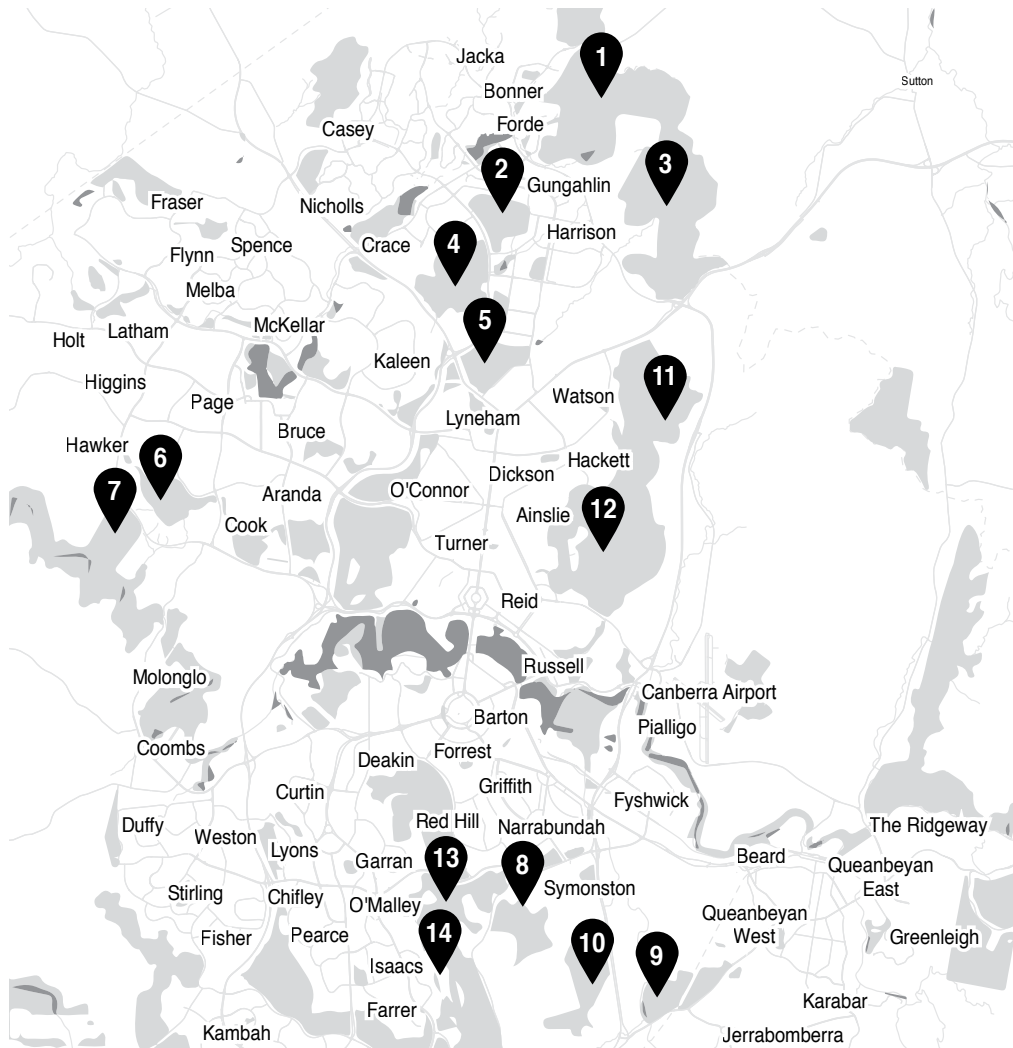 Jacka
1
Sutton
Bonner
Forde
Casey
2
3
Gungahlin
Fraser
Nicholls
Harrison
4
Crace
Spence
Flynn
Melba
5
McKellar
Latham
Holt
Kaleen
11
Higgins
Watson
Page
Lyneham
Bruce
Hawker
6
Hackett
Dickson
7
O'Connor
Aranda
12
Ainslie
Cook
Turner
Reid
Russell
Molonglo
Canberra Airport
Barton
Pialligo
Coombs
Forrest
Deakin
Griffith
Curtin
Fyshwick
Red Hill
Narrabundah
Duffy
The Ridgeway
Weston
Lyons
13
8
Garran
Beard
Queanbeyan
East
Symonston
Stirling
Chifley
O'Malley
Queanbeyan
West
14
10
9
Fisher
Pearce
Greenleigh
Isaacs
Karabar
Farrer
Kambah
Jerrabomberra